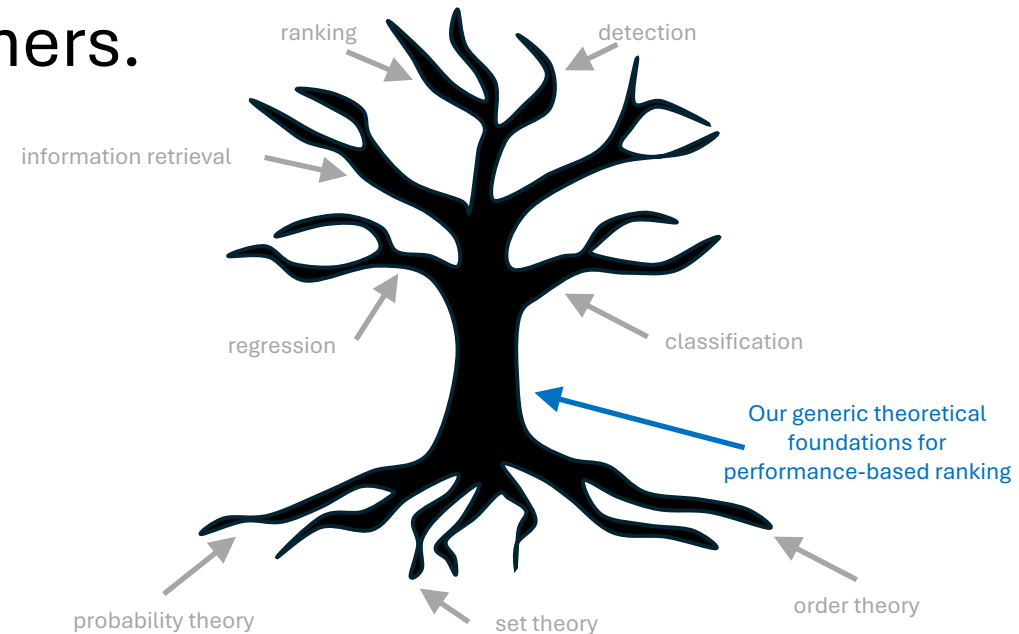 ners.
ranking
detection
information retrieval
regression
classification
Our generic theoretical
foundations for
performance-based ranking
probability theory
set theory
order theory